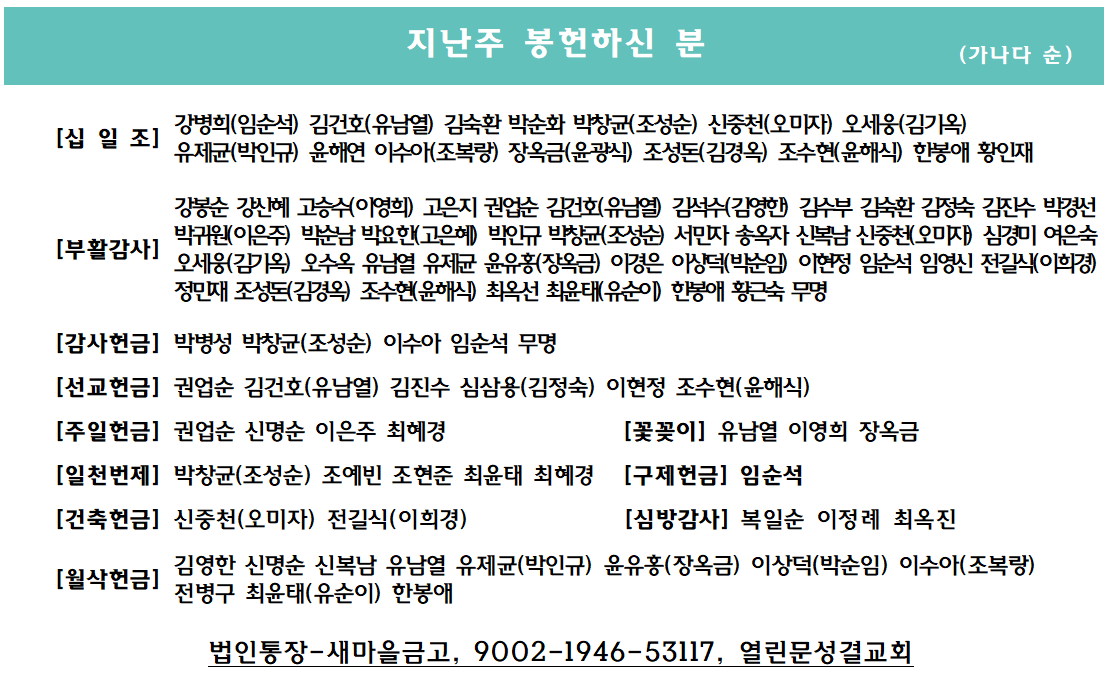 지난주 봉헌하신 분
(가나다 순)
[십 일 조] 강병희(임순석) 김건호(유남열) 김숙환 박순화 박창균(조성순) 신중천(오미자) 오세웅(김기옥)
유제균(박인규) 윤해연 이수아(조복랑) 장옥금(윤광식) 조성돈(김경옥) 조수현(윤해식) 한봉애 황인재
[부활감사] 강봉순 강신혜 고승수(이영희) 고은지 권업순 김건호(유남열) 김석수(김영한) 김수부 김숙환 김정숙 김진수 박경선
박귀원(이은주) 박순남 박요한(고은혜) 박인규 박창균(조성순) 서민자 송옥자 신복남 신중천(오미자) 심경미 여은숙
오세웅(김기옥) 오수옥 유남열 유제균 윤유홍(장옥금) 이경은 이상덕(박순임) 이현정 임순석 임영신 전길식(이희경)
정민재 조성돈(김경옥) 조수현(윤해식) 최옥선 최윤태(유순이) 한봉애 황근숙 무명
[감사헌금] 박병성 박창균(조성순) 이수아 임순석 무명
[선교헌금] 권업순 김건호(유남열) 김진수 심삼용(김정숙) 이현정 조수현(윤해식)
[주일헌금] 권업순 신명순 이은주 최혜경 [꽃꽂이] 유남열 이영희 장옥금
[일천번제] 박창균(조성순) 조예빈 조현준 최윤태 최혜경 [구제헌금] 임순석
[건축헌금] 신중천(오미자) 전길식(이희경) [심방감사] 복일순 이정례 최옥진
[월삭헌금] 김영한 신명순 신복남 유남열 유제균(박인규) 윤유홍(장옥금) 이상덕(박순임) 이수아(조복랑)
전병구 최윤태(유순이) 한봉애
법인통장-새마을금고, 9002-1946-53117, 열린문성결교회